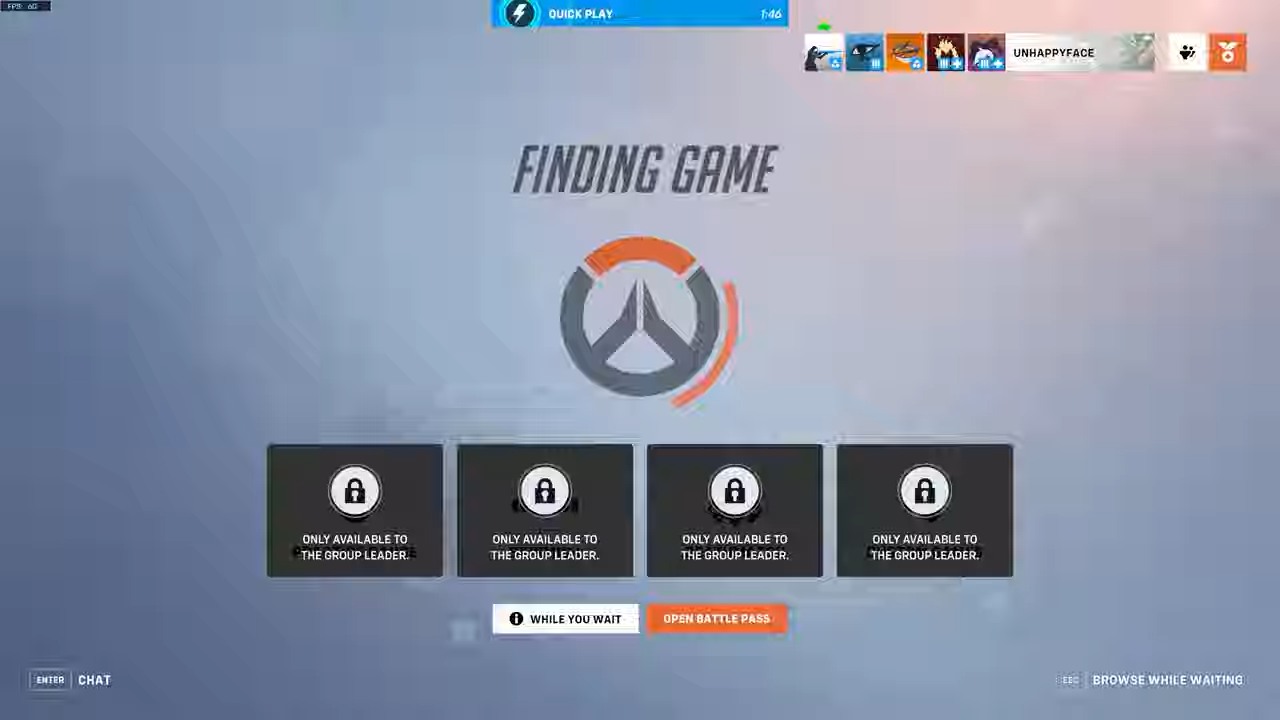 FPS: 60
QUICK PLAY
1:46
UNHAPPYFACE
FINDING GAME
ONLY AVAILABLE TO
THE GROUP LEADER.
ONLY AVAILABLE TO
THE GROUP LEADER.
ONLY AVAILABLE TO
THE GROUP LEADER.
ONLY AVAILABLE TO
THE GROUP LEADER.
WHILE YOU WAIT
OPEN BATTLE PASS
ENTER CHAT
ESC BROWSE WHILE WAITING